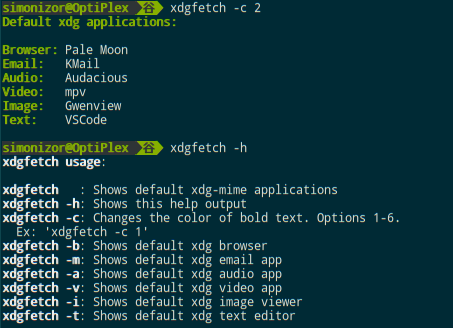 simonizor@OptiPlex xdgfetch -c 2
Default xdg applications:
Browser: Pale Moon
Email: KMail
Audio: Audacious
Video: mpv
Image: Gwenview
Text: VSCode
simonizor@OptiPlex xdgfetch -h
xdgfetch usage:
xdgfetch : Shows default xdg-mime applications
xdgfetch -h: Shows this help output
xdgfetch -c: Changes the color of bold text. Options 1-6.
Ex: 'xdgfetch -c 1'
xdgfetch -b: Shows default xdg browser
xdgfetch -m: Shows default xdg email app
xdgfetch -a: Shows default xdg audio app
xdgfetch -v: Shows default xdg video app
xdgfetch -i: Shows default xdg image viewer
xdgfetch -t: Shows default xdg text editor